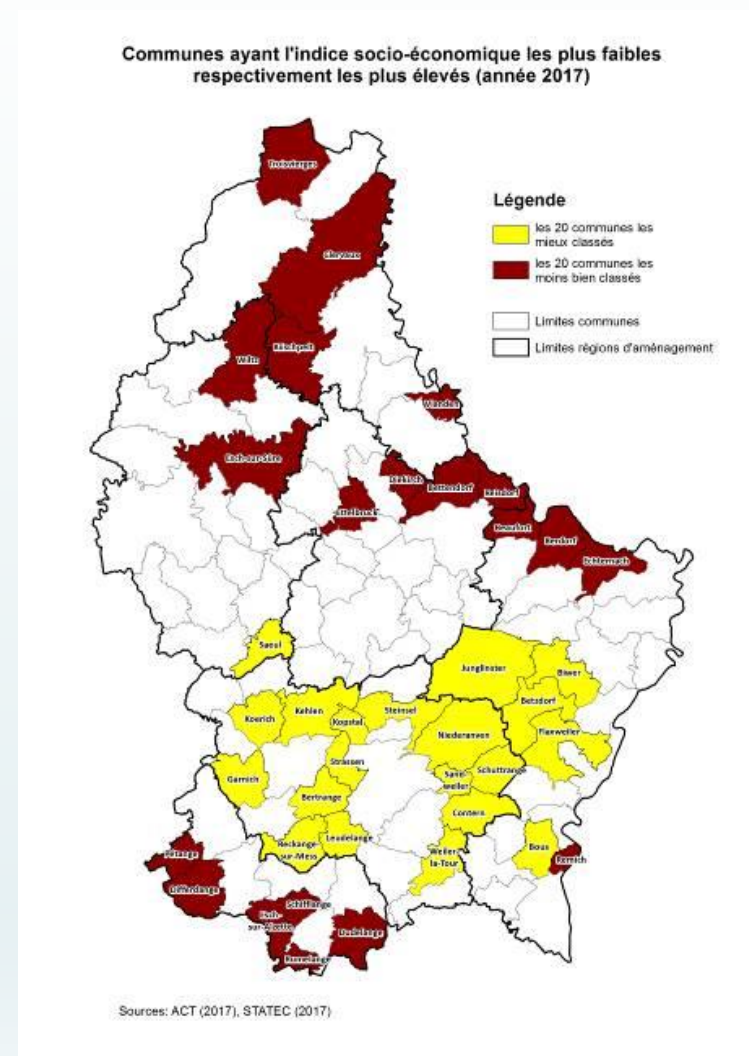 Communes ayant l'indice socio-économique les plus faibles
respectivement les plus élevés (année 2017)
Légende
les 20 communes les
mieux classés
les 20 communes les
moins bien classés
Limites communes
Limites régions d'aménagement
Troisvierges
Clervaux
Wiltz
Kiischpelt
Vianden
Esch-sur-Sûre
Diekirch
Bettendorf
Reisdorf
Ettelbruck
Beaufort
Berdorf
Echternach
Saeul
Junglinster
Biwer
Betzdorf
Koerich
Kehlen
Kopstal
Steinsel
Niederanven
Flaxweiler
Strassen
Garnich
Sand-
weiler
Schuttrange
Bertrange
Contern
Reckange-
sur-Mess
Leudelange
Weiler-
la-Tour
Bous
Remich
Pétange
Differdange
Schifflange
Esch-
sur-Alzette
Dudelange
Rumelange
Sources: ACT (2017), STATEC (2017)